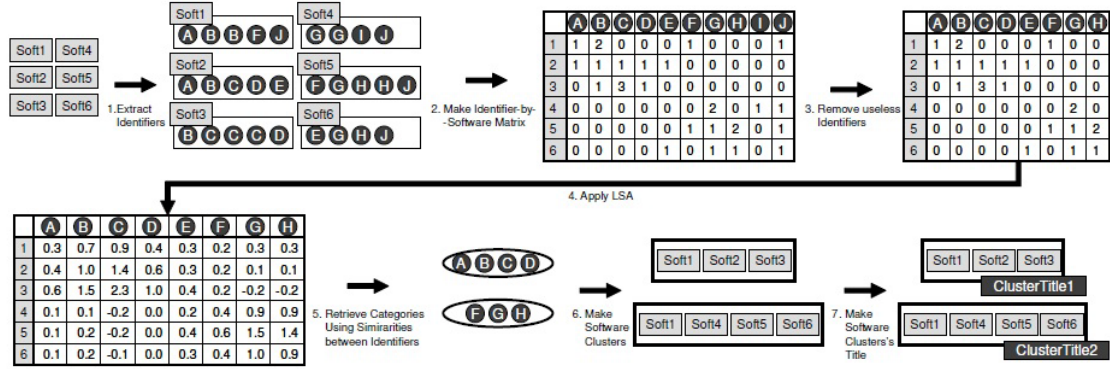 Soft1 Soft4
Soft2 Soft5
Soft3 Soft6
1.Extract
Identifiers
Soft1
A B B F J
Soft4
G G I J
Soft2
A B C D E
Soft5
F G H H J
Soft3
B C C C D
Soft6
E G H J
2. Make Identifier-by-
-Software Matrix
A B C D E F G H I J
1 1 2 0 0 0 1 0 0 0 1
2 1 1 1 1 1 0 0 0 0 0
3 0 1 3 1 0 0 0 0 0 0
4 0 0 0 0 0 0 2 0 1 1
5 0 0 0 0 0 1 1 2 0 1
6 0 0 0 0 1 0 1 1 0 1
3. Remove useless
Identifiers
A B C D E F G H
1 1 2 0 0 0 1 0 0
2 1 1 1 1 1 0 0 0
3 0 1 3 1 0 0 0 0
4 0 0 0 0 0 0 2 0
5 0 0 0 0 0 1 1 2
6 0 0 0 0 1 0 1 1
4. Apply LSA
A B C D E F G H
1 0.3 0.7 0.9 0.4 0.3 0.2 0.3 0.3
2 0.4 1.0 1.4 0.6 0.3 0.2 0.1 0.1
3 0.6 1.5 2.3 1.0 0.4 0.2 -0.2 -0.2
4 0.1 0.1 -0.2 0.0 0.2 0.4 0.9 0.9
5 0.1 0.2 -0.2 0.0 0.4 0.6 1.5 1.4
6 0.1 0.2 -0.1 0.0 0.3 0.4 1.0 0.9
5. Retrieve Categories
Using Simirarities
between Identifiers
A B C D
F G H
6. Make
Software
Clusters
Soft1 Soft2 Soft3
Soft1 Soft4 Soft5 Soft6
7. Make
Software
Clusters's
Title
Soft1 Soft2 Soft3
ClusterTitle1
Soft1 Soft4 Soft5 Soft6
ClusterTitle2